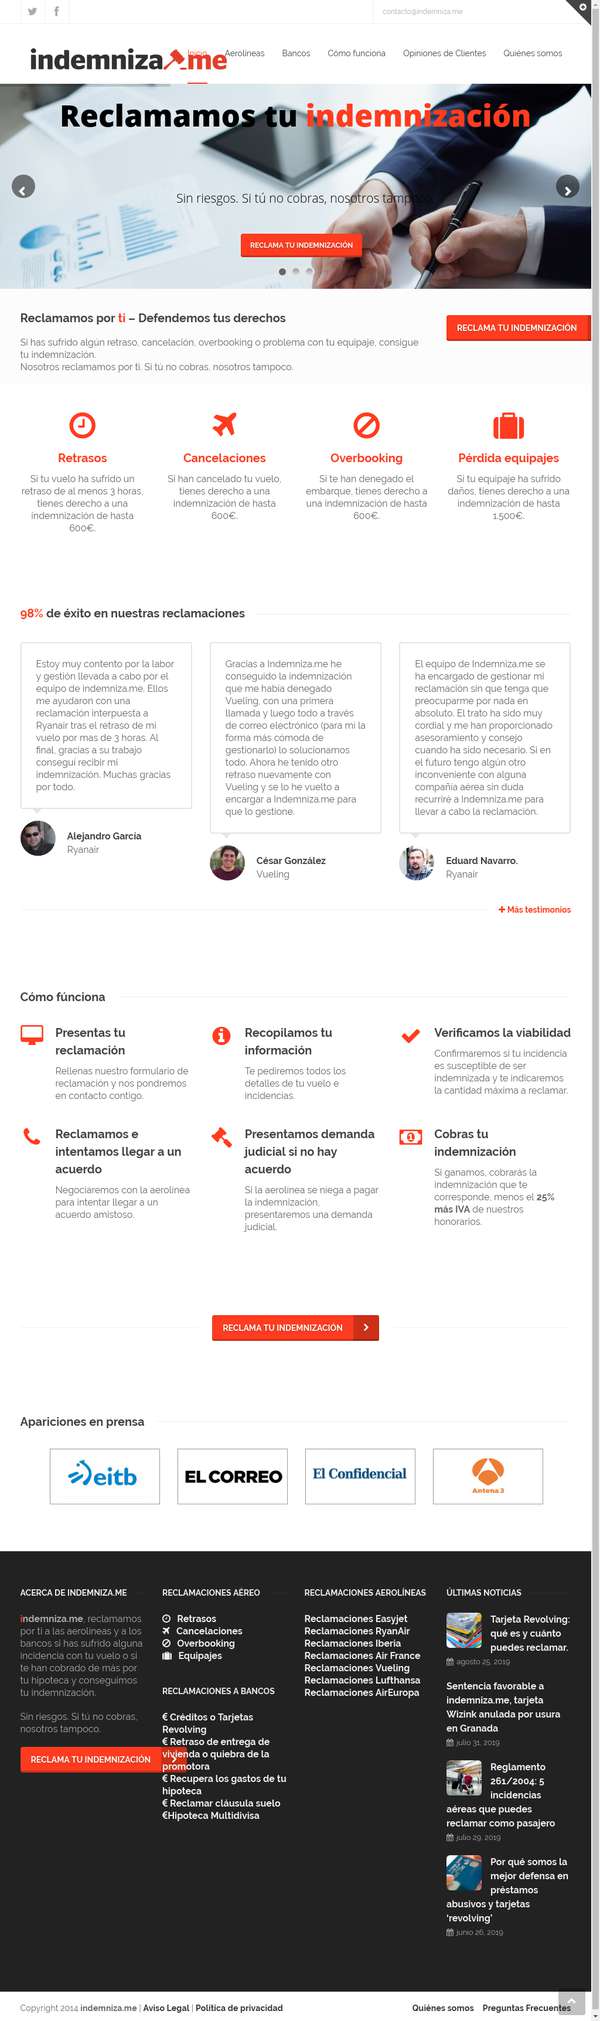 contacto@indemniza.me
indemniza.me
Inicio Aerolíneas Bancos Cómo funciona Opiniones de Clientes Quiénes somos
Reclamamos tu indemnización
Sin riesgos. Si tú no cobras, nosotros tampoco.
RECLAMA TU INDEMNIZACIÓN
Reclamamos por ti – Defendemos tus derechos
RECLAMA TU INDEMNIZACIÓN
Si has sufrido algún retraso, cancelación, overbooking o problema con tu equipaje, consigue
tu indemnización.
Nosotros reclamamos por ti. Si tú no cobras, nosotros tampoco.
Retrasos
Si tu vuelo ha sufrido un
retraso de al menos 3 horas,
tienes derecho a una
indemnización de hasta
600€.
Cancelaciones
Si han cancelado tu vuelo,
tienes derecho a una
indemnización de hasta
600€.
Overbooking
Si te han denegado el
embarque, tienes derecho a
una indemnización de hasta
600€.
Pérdida equipajes
Si tu equipaje ha sufrido
daños, tienes derecho a una
indemnización de hasta
1.500€.
98% de éxito en nuestras reclamaciones
Estoy muy contento por la labor
y gestión llevada a cabo por el
equipo de indemniza.me. Ellos
me ayudaron con una
reclamación interpuesta a
Ryanair tras el retraso de mi
vuelo por mas de 3 horas. Al
final, gracias a su trabajo
conseguí recibir mi
indemnización. Muchas gracias
por todo.
Alejandro García
Ryanair
Gracias a Indemniza.me he
conseguido la indemnización
que me había denegado
Vueling, con una primera
llamada y luego todo a través
de correo electrónico (para mi la
forma más cómoda de
gestionarlo) lo solucionamos
todo. Ahora he tenido otro
retraso nuevamente con
Vueling y se lo he vuelto a
encargar a Indemniza.me para
que lo gestione.
César González
Vueling
El equipo de Indemniza.me se
ha encargado de gestionar mi
reclamación sin que tenga que
preocuparme por nada en
absoluto. El trato ha sido muy
cordial y me han proporcionado
asesoramiento y consejo
cuando ha sido necesario. Si en
el futuro tengo algún otro
inconveniente con alguna
compañía aérea sin duda
recurriré a Indemniza.me para
llevar a cabo la reclamación.
Eduard Navarro.
Ryanair
Más testimonios
Cómo fúnciona
Presentas tu
reclamación
Rellenas nuestro formulario de
reclamación y nos pondremos
en contacto contigo.
Recopilamos tu
información
Te pediremos todos los
detalles de tu vuelo e
incidencias.
Verificamos la viabilidad
Confirmaremos si tu incidencia
es susceptible de ser
indemnizada y te indicaremos
la cantidad máxima a reclamar.
Reclamamos e
intentamos llegar a un
acuerdo
Negociaremos con la aerolínea
para intentar llegar a un
acuerdo amistoso.
Presentamos demanda
judicial si no hay
acuerdo
Si la aerolínea se niega a pagar
la indemnización,
presentaremos una demanda
judicial.
Cobras tu
indemnización
Si ganamos, cobrarás la
indemnización que te
corresponde, menos el 25%
más IVA de nuestros
honorarios.
RECLAMA TU INDEMNIZACIÓN
Apariciones en prensa
eitb
EL CORREO
El Confidencial
Antena 3
ACERCA DE INDEMNIZA.ME
indemniza.me, reclamamos
por ti a las aerolíneas y a los
bancos si has sufrido alguna
incidencia con tu vuelo o si
te han cobrado de más por
tu hipoteca y conseguimos
tu indemnización.
Sin riesgos. Si tú no cobras,
nosotros tampoco.
RECLAMA TU INDEMNIZACIÓN
RECLAMACIONES AÉREO
Retrasos
Cancelaciones
Overbooking
Equipajes
RECLAMACIONES A BANCOS
€ Créditos o Tarjetas
Revolving
€ Retraso de entrega de
vivienda o quiebra de la
promotora
€ Recupera los gastos de tu
hipoteca
€ Reclamar cláusula suelo
€Hipoteca Multidivisa
RECLAMACIONES AEROLÍNEAS
Reclamaciones Easyjet
Reclamaciones RyanAir
Reclamaciones Iberia
Reclamaciones Air France
Reclamaciones Vueling
Reclamaciones Lufthansa
Reclamaciones AirEuropa
ÚLTIMAS NOTICIAS
Tarjeta Revolving:
qué es y cuánto
puedes reclamar.
agosto 25, 2019
Sentencia favorable a
indemniza.me, tarjeta
Wizink anulada por usura
en Granada
julio 31, 2019
Reglamento
261/2004: 5
incidencias
aéreas que puedes
reclamar como pasajero
julio 29, 2019
Por qué somos la
mejor defensa en
préstamos
abusivos y tarjetas
‘revolving’
junio 26, 2019
Copyright 2014 indemniza.me | Aviso Legal | Política de privacidad
Quiénes somos Preguntas Frecuentes